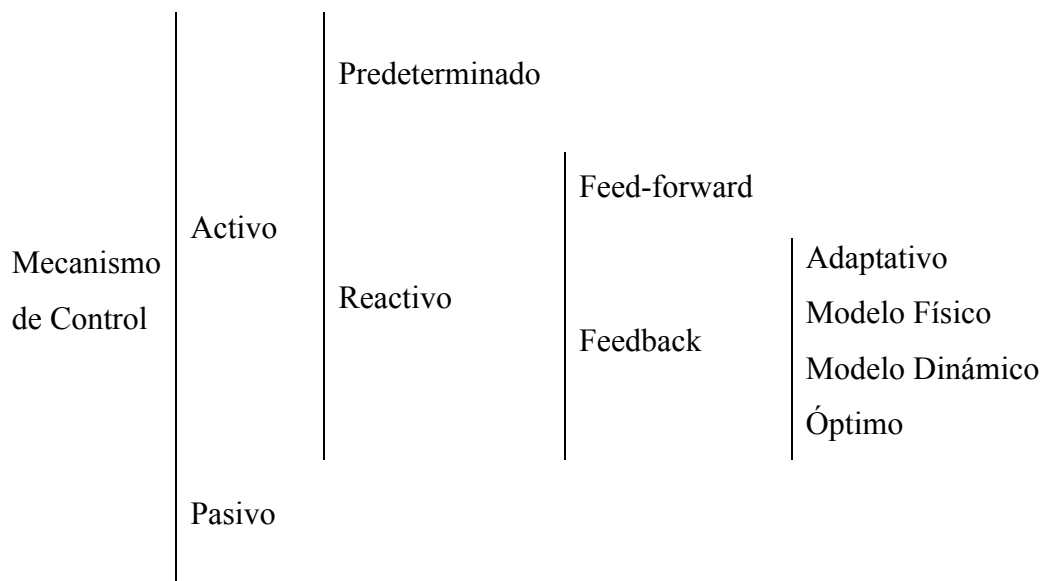 Mecanismo
de Control
Activo
Predeterminado
Reactivo
Feed-forward
Feedback
Adaptativo
Modelo Físico
Modelo Dinámico
Óptimo
Pasivo